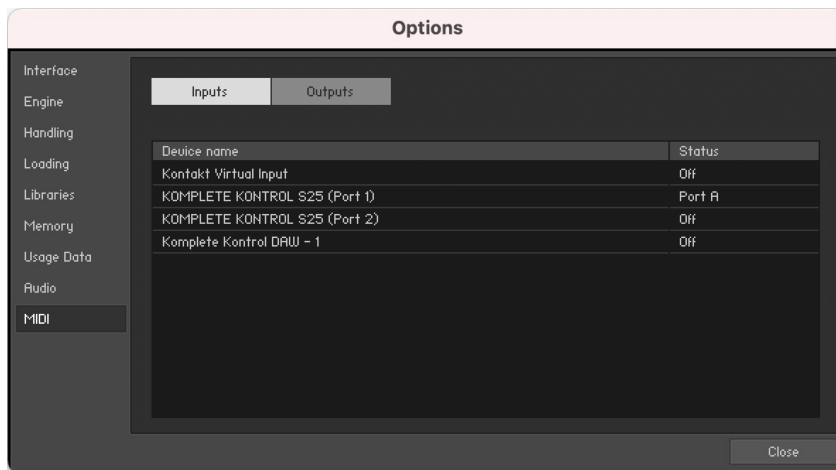 Options
Interface
Engine
Handling
Loading
Libraries
Memory
Usage Data
Audio
MIDI
Inputs Outputs
Device name Status
Kontakt Virtual Input Off
KOMPLETE KONTROL S25 (Port 1) Port A
KOMPLETE KONTROL S25 (Port 2) Off
Komplete Kontrol DAW - 1 Off
Close